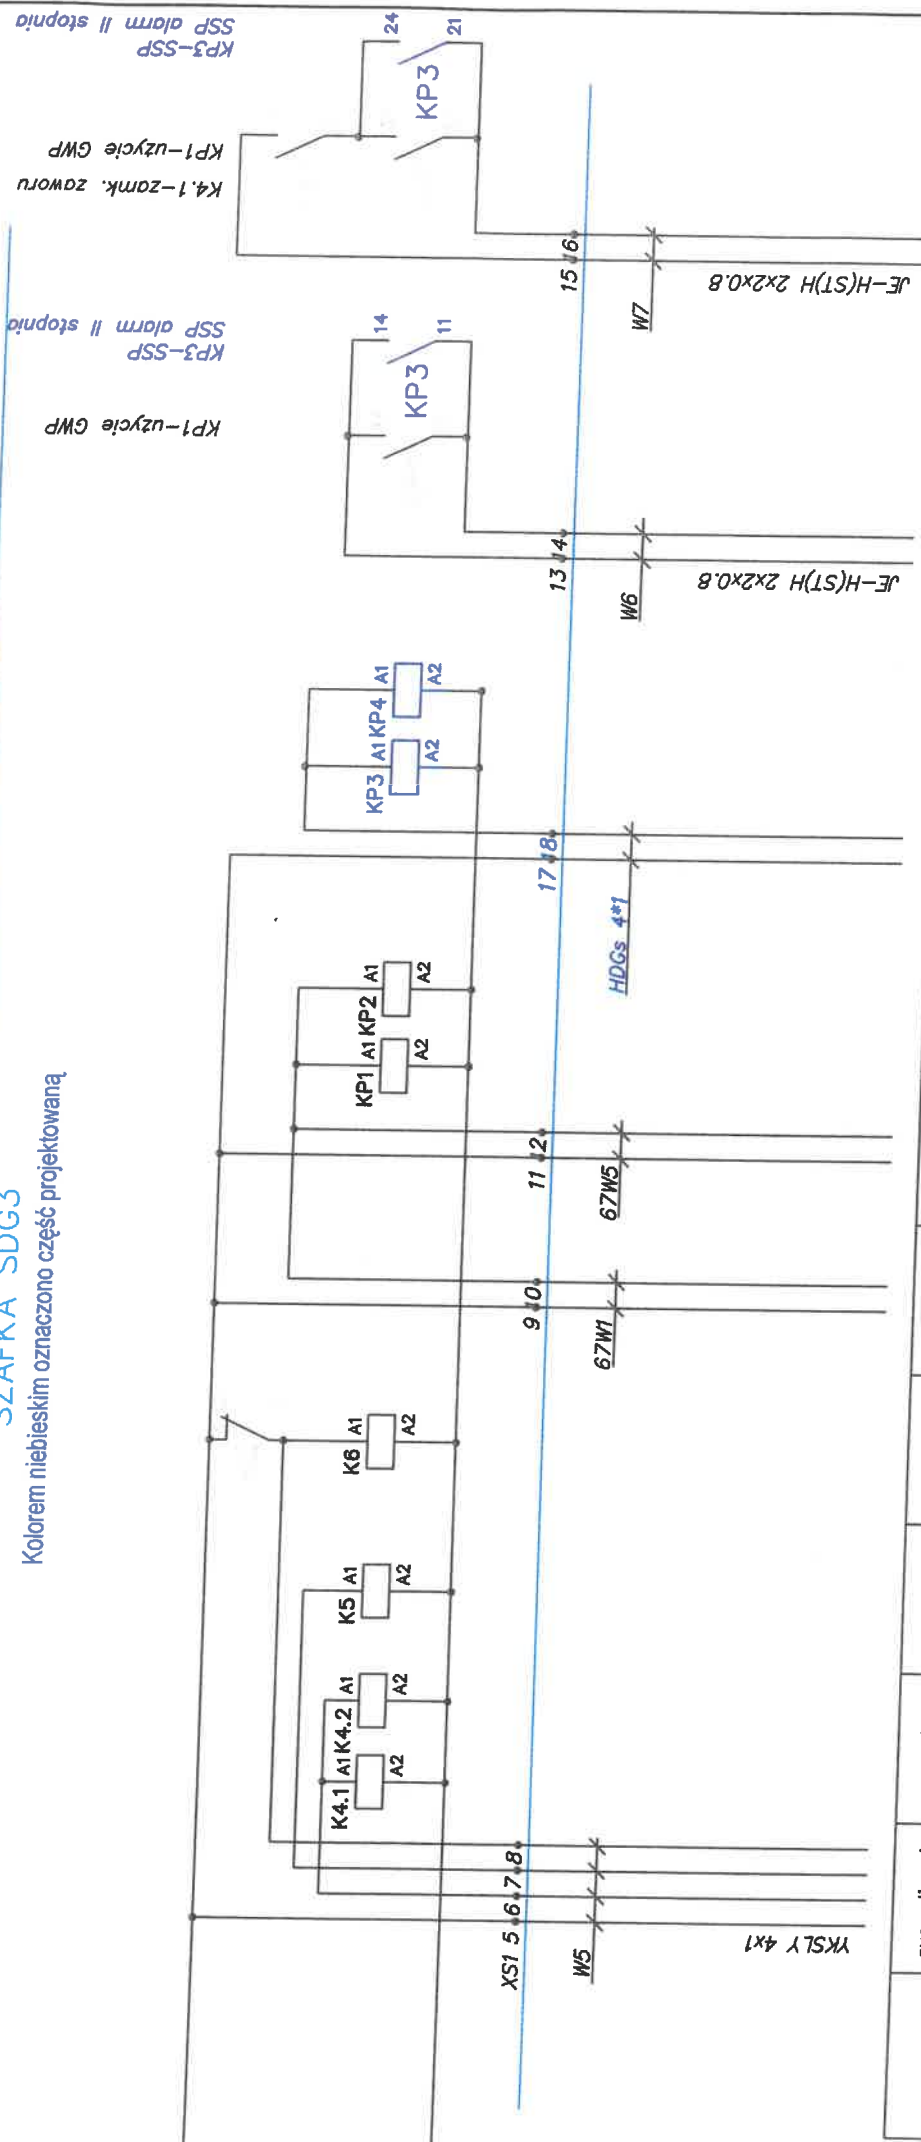 SZAFKA SDG3
Kolorem niebieskim oznaczono część projektowaną
KP3-SSP
SSP alarm II stopnia
KP1-użycie GWP
K4.1-zamk. zaworu
24
21
KP3
15 16
W7
JE-H(ST)H 2x2x0.8
KP3-SSP
SSP alarm II stopnia
KP1-użycie GWP
14
11
KP3
13 14
W6
JE-H(ST)H 2x2x0.8
KP3 A1 A2
KP4 A1 A2
17 18
HDGs 4*1
KP1 A1 A2
KP2 A1 A2
11 12
67W5
9 10
67W1
K6 A1 A2
K5 A1 A2
K4.1 A1 A2
K4.2 A1 A2
XS1 5 6 7 8
W5
YKSLY 4x1